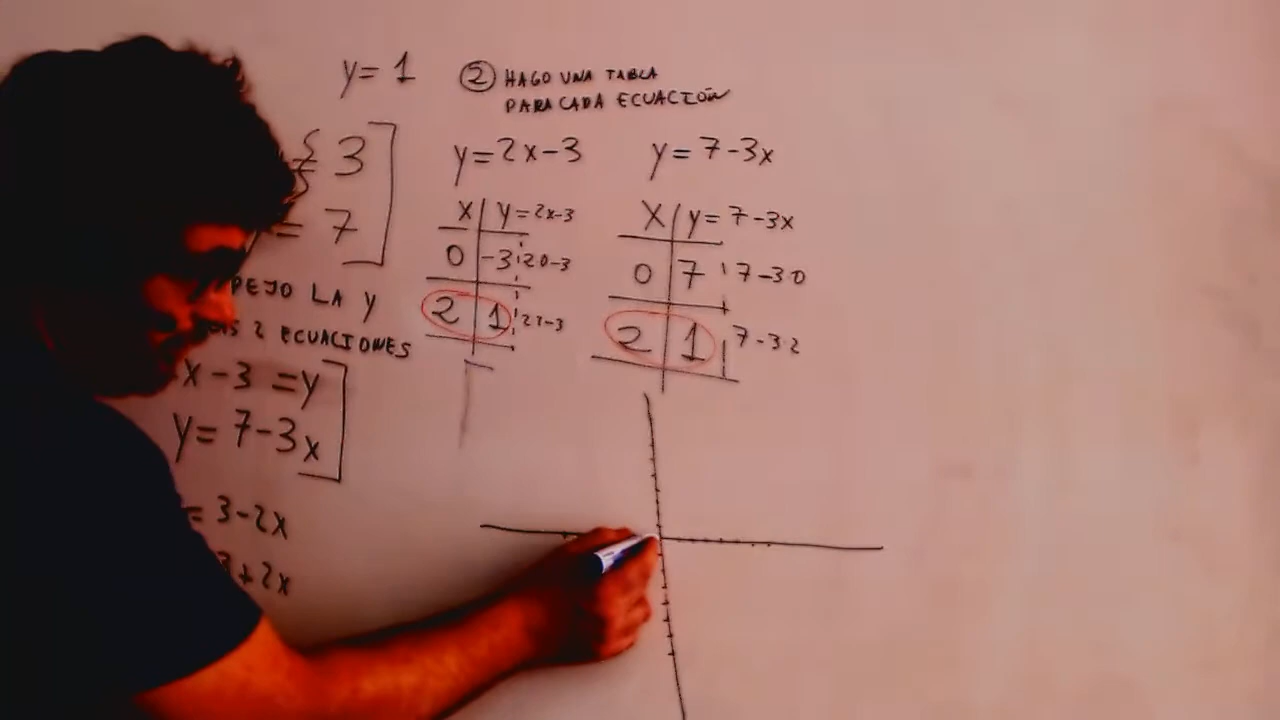 y= 1
② HAGO UNA TABLA
PARA CADA ECUACIÓN
3
= 7
PEJO LA Y
2 ECUACIONES
x - 3 = y
y = 7 - 3x
= 3 - 2x
+ 2x
y = 2x - 3
x | y = 2x-3
0 | -3 2 0 - 3
2 | 1 2 2 - 3
y = 7 - 3x
x | y = 7 - 3x
0 | 7 7 - 3 0
2 | 1 7 - 3 2